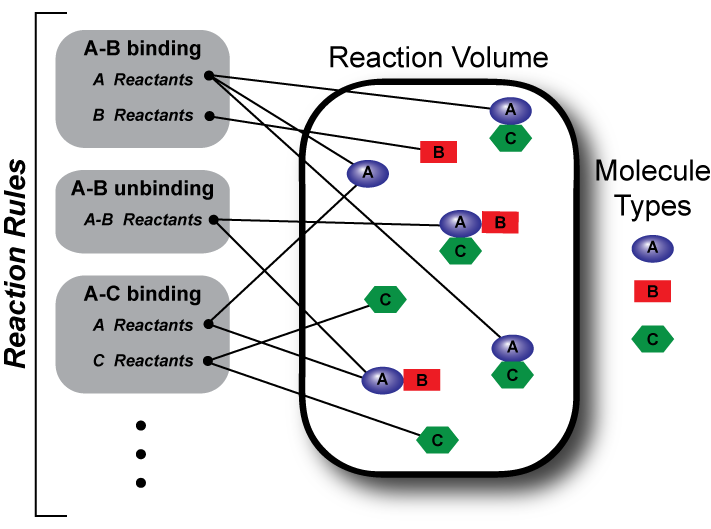 Reaction Rules
A-B binding
A Reactants
B Reactants
A-B unbinding
A-B Reactants
A-C binding
A Reactants
C Reactants
Reaction Volume
A
C
B
A
A B
C
C
A
C
A B
C
Molecule
Types
A
B
C